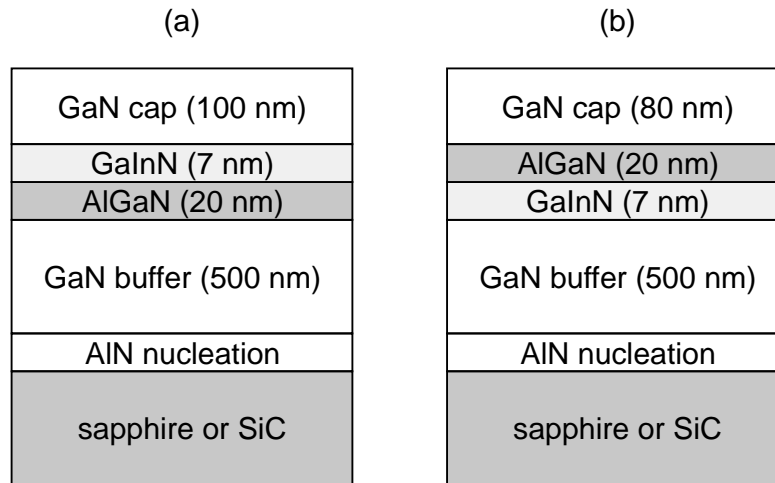 (a)
GaN cap (100 nm)
GaInN (7 nm)
AlGaN (20 nm)
GaN buffer (500 nm)
AlN nucleation
sapphire or SiC
(b)
GaN cap (80 nm)
AlGaN (20 nm)
GaInN (7 nm)
GaN buffer (500 nm)
AlN nucleation
sapphire or SiC